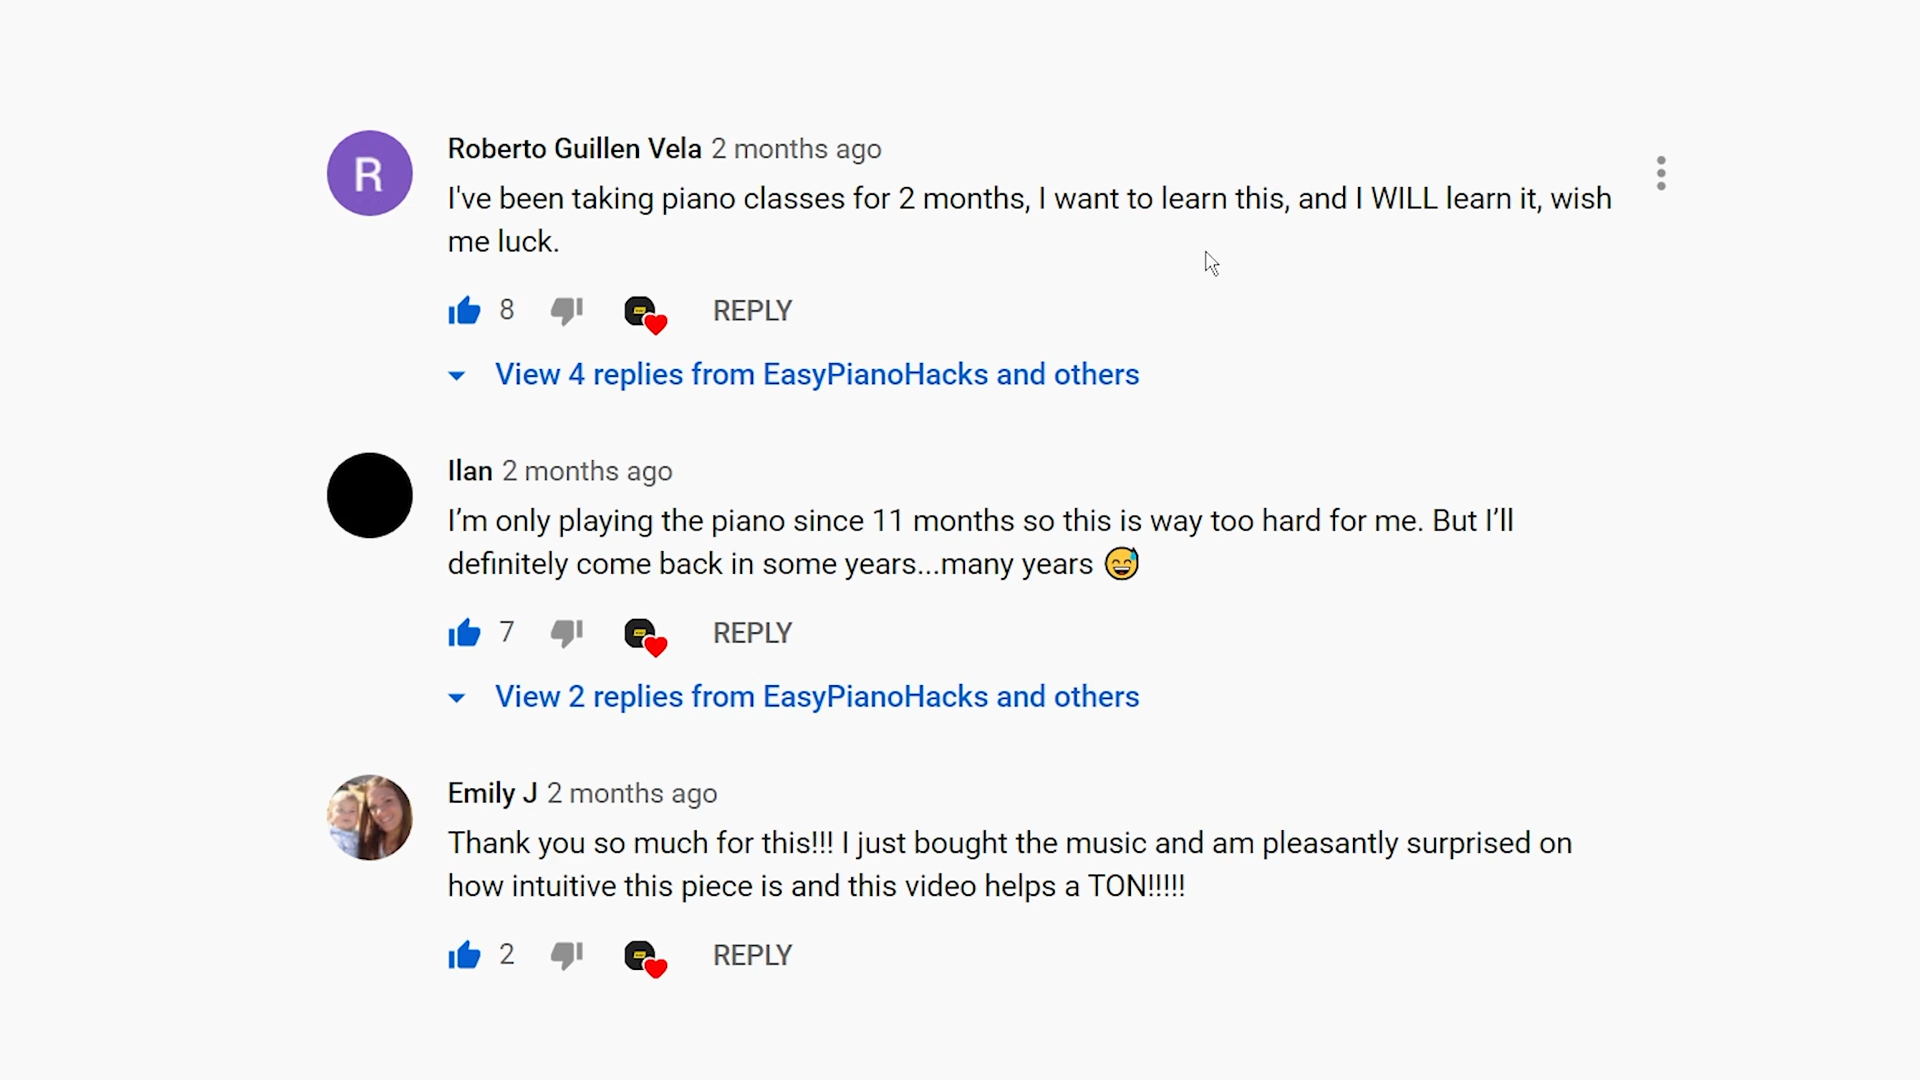 R
Roberto Guillen Vela 2 months ago
I've been taking piano classes for 2 months, I want to learn this, and I WILL learn it, wish
me luck.
8 REPLY
View 4 replies from EasyPianoHacks and others
Ilan 2 months ago
I’m only playing the piano since 11 months so this is way too hard for me. But I’ll
definitely come back in some years...many years 😅
7 REPLY
View 2 replies from EasyPianoHacks and others
Emily J 2 months ago
Thank you so much for this!!! I just bought the music and am pleasantly surprised on
how intuitive this piece is and this video helps a TON!!!!!
2 REPLY